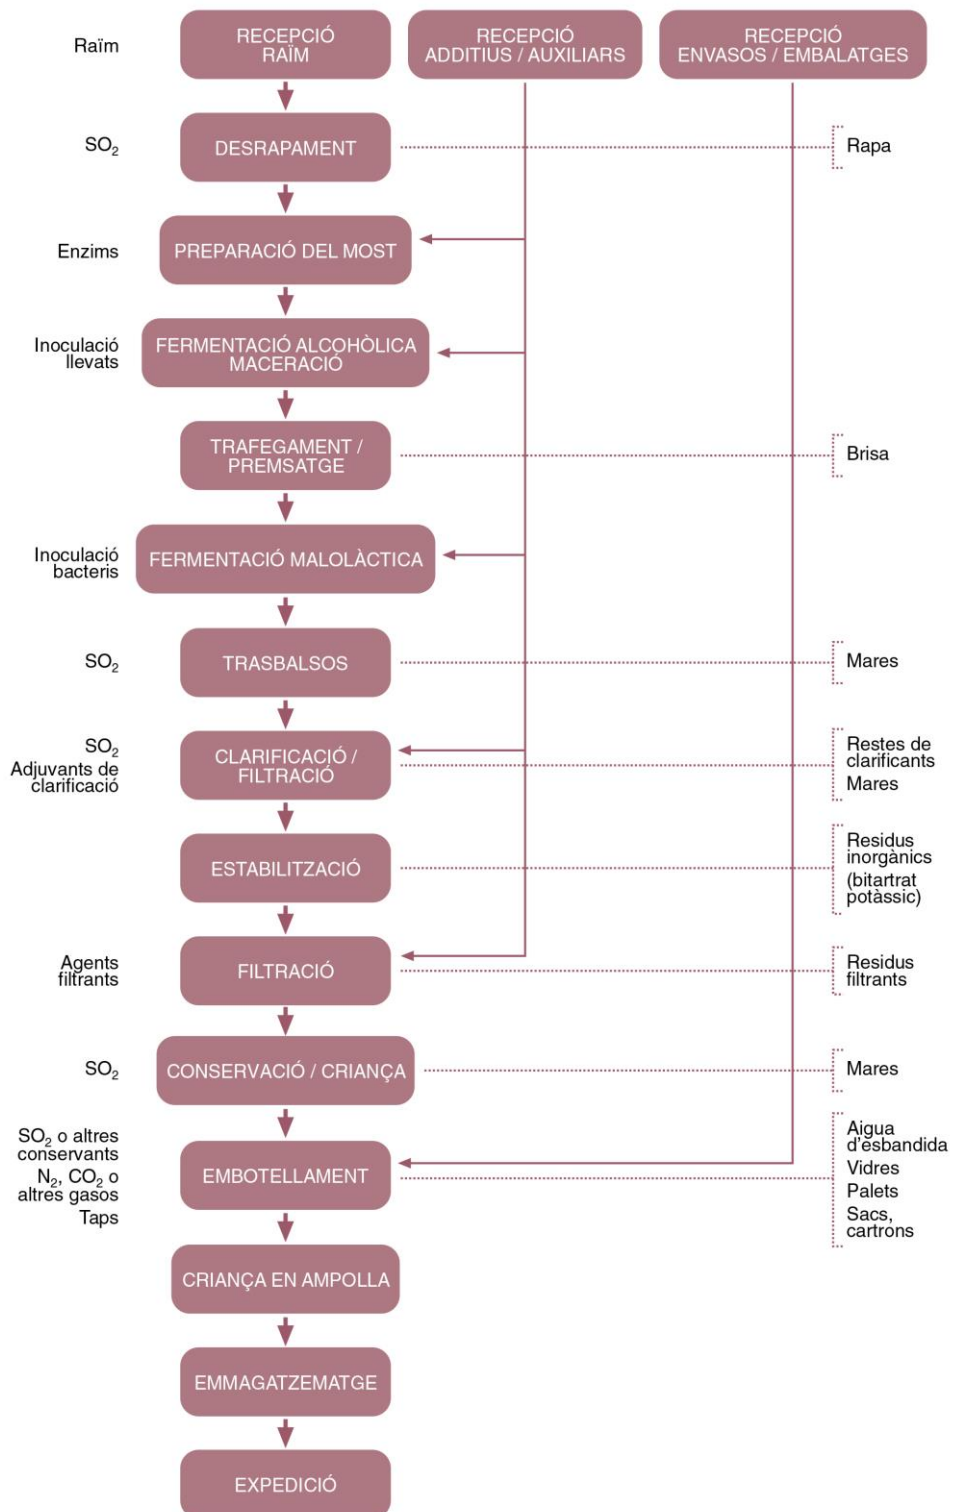 Raïm
RECEPCIÓ
RAÏM
RECEPCIÓ
ADDITIUS / AUXILIARS
RECEPCIÓ
ENVASOS / EMBALATGES
SO₂
DESRAPAMENT
Rapa
Enzims
PREPARACIÓ DEL MOST
Inoculació
llevats
FERMENTACIÓ ALCOHÒLICA
MACERACIÓ
TRAFEGAMENT /
PREMSATGE
Brisa
Inoculació
bacteris
FERMENTACIÓ MALOLÀCTICA
SO₂
TRASBALSOS
Mares
SO₂
Adjuvants de
clarificació
CLARIFICACIÓ /
FILTRACIÓ
Restes de
clarificants
Mares
ESTABILITZACIÓ
Residus
inorgànics
(bitartrat
potàssic)
Agents
filtrants
FILTRACIÓ
Residus
filtrants
SO₂
CONSERVACIÓ / CRIANÇA
Mares
SO₂ o altres
conservants
N₂, CO₂ o
altres gasos
Taps
EMBOTELLAMENT
Aigua
d'esbandida
Vidres
Palets
Sacs,
cartrons
CRIANÇA EN AMPOLLA
EMMAGATZEMATGE
EXPEDICIÓ